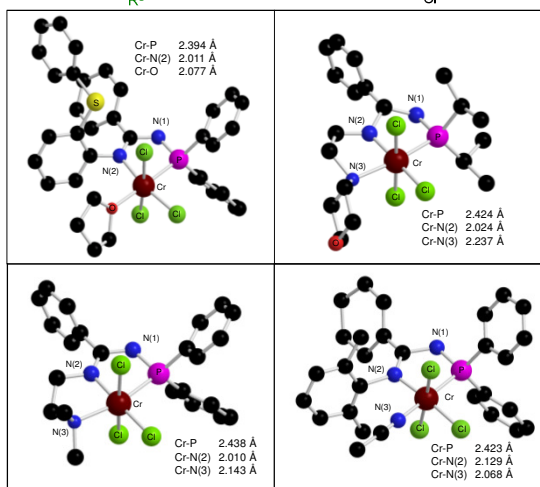 Cr-P 2.394 Å
Cr-N(2) 2.011 Å
Cr-O 2.077 Å
S
N(1)
N(2)
Cl
P
Cr
O
Cl
Cl
N(1)
N(2)
Cl
P
Cr
N(3)
Cl
Cl
O
Cr-P 2.424 Å
Cr-N(2) 2.024 Å
Cr-N(3) 2.237 Å
N(1)
N(2)
P
Cl
Cr
N(3)
Cl
Cl
Cr-P 2.438 Å
Cr-N(2) 2.010 Å
Cr-N(3) 2.143 Å
N(1)
N(2)
P
Cl
Cr
N(3)
Cl
Cl
Cr-P 2.423 Å
Cr-N(2) 2.129 Å
Cr-N(3) 2.068 Å